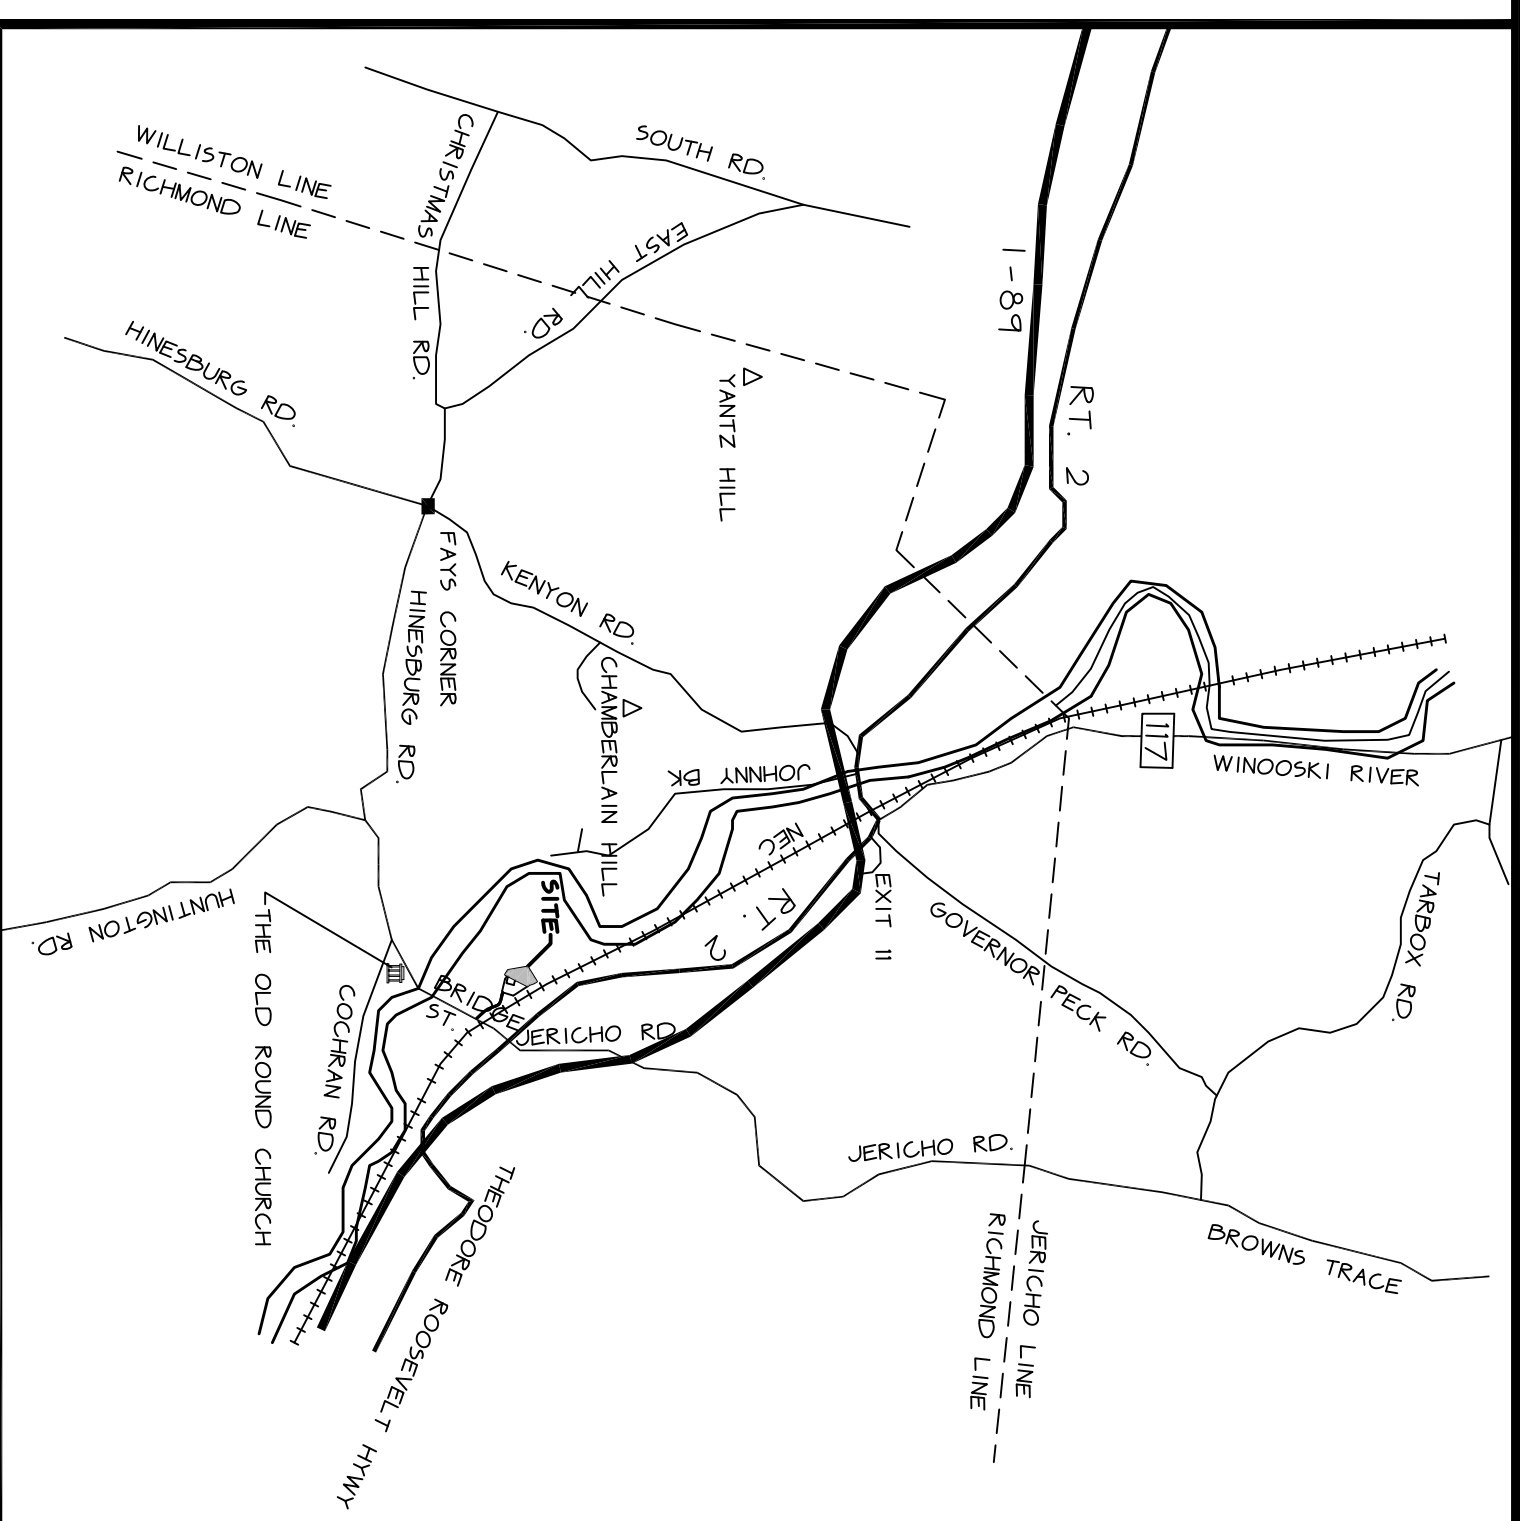 WILLISTON LINE
RICHMOND LINE
CHRISTMAS HILL RD.
SOUTH RD.
EAST HILL RD.
I-89
HINESBURG RD.
YANTZ HILL
RT. 2
FAYS CORNER
HINESBURG RD.
KENYON RD.
CHAMBERLAIN HILL
JOHNNY BK
117
WINOOSKI RIVER
NEC
RT. 2
EXIT 11
SITE
HUNTINGTON RD.
THE OLD ROUND CHURCH
COCHRAN RD.
BRIDGE ST.
JERICHO RD.
GOVERNOR PECK RD.
TARBOX RD.
JERICHO RD.
JERICHO LINE
RICHMOND LINE
BROWNS TRACE
THEODORE ROOSEVELT HYWY